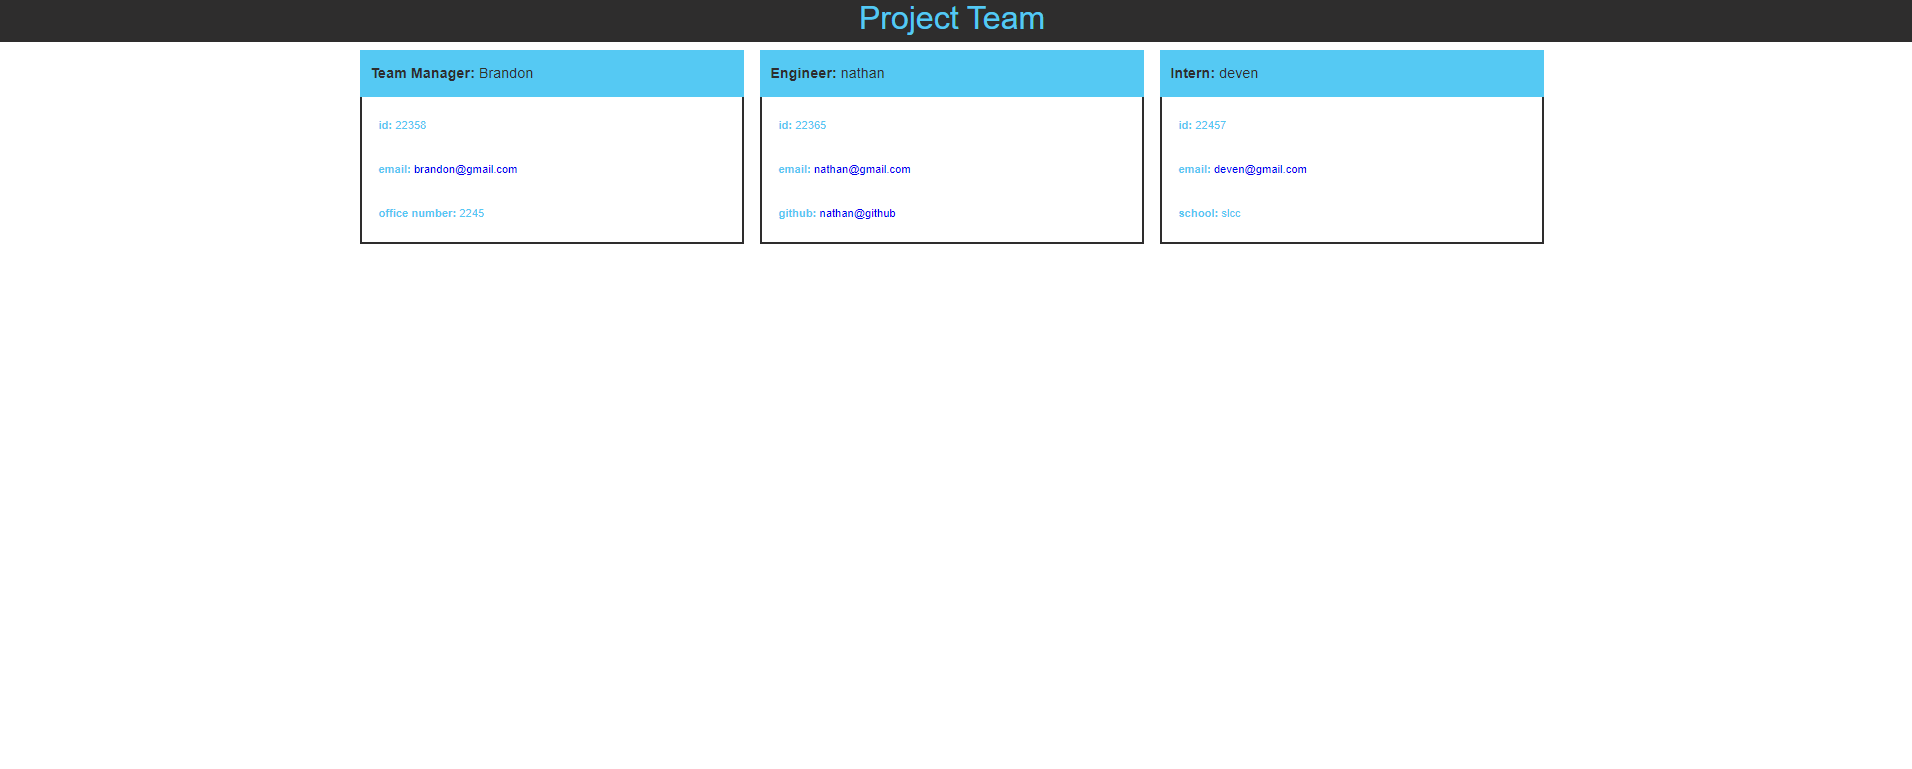 Project Team
Team Manager: Brandon
id: 22358
email: brandon@gmail.com
office number: 2245
Engineer: nathan
id: 22365
email: nathan@gmail.com
github: nathan@github
Intern: deven
id: 22457
email: deven@gmail.com
school: slcc